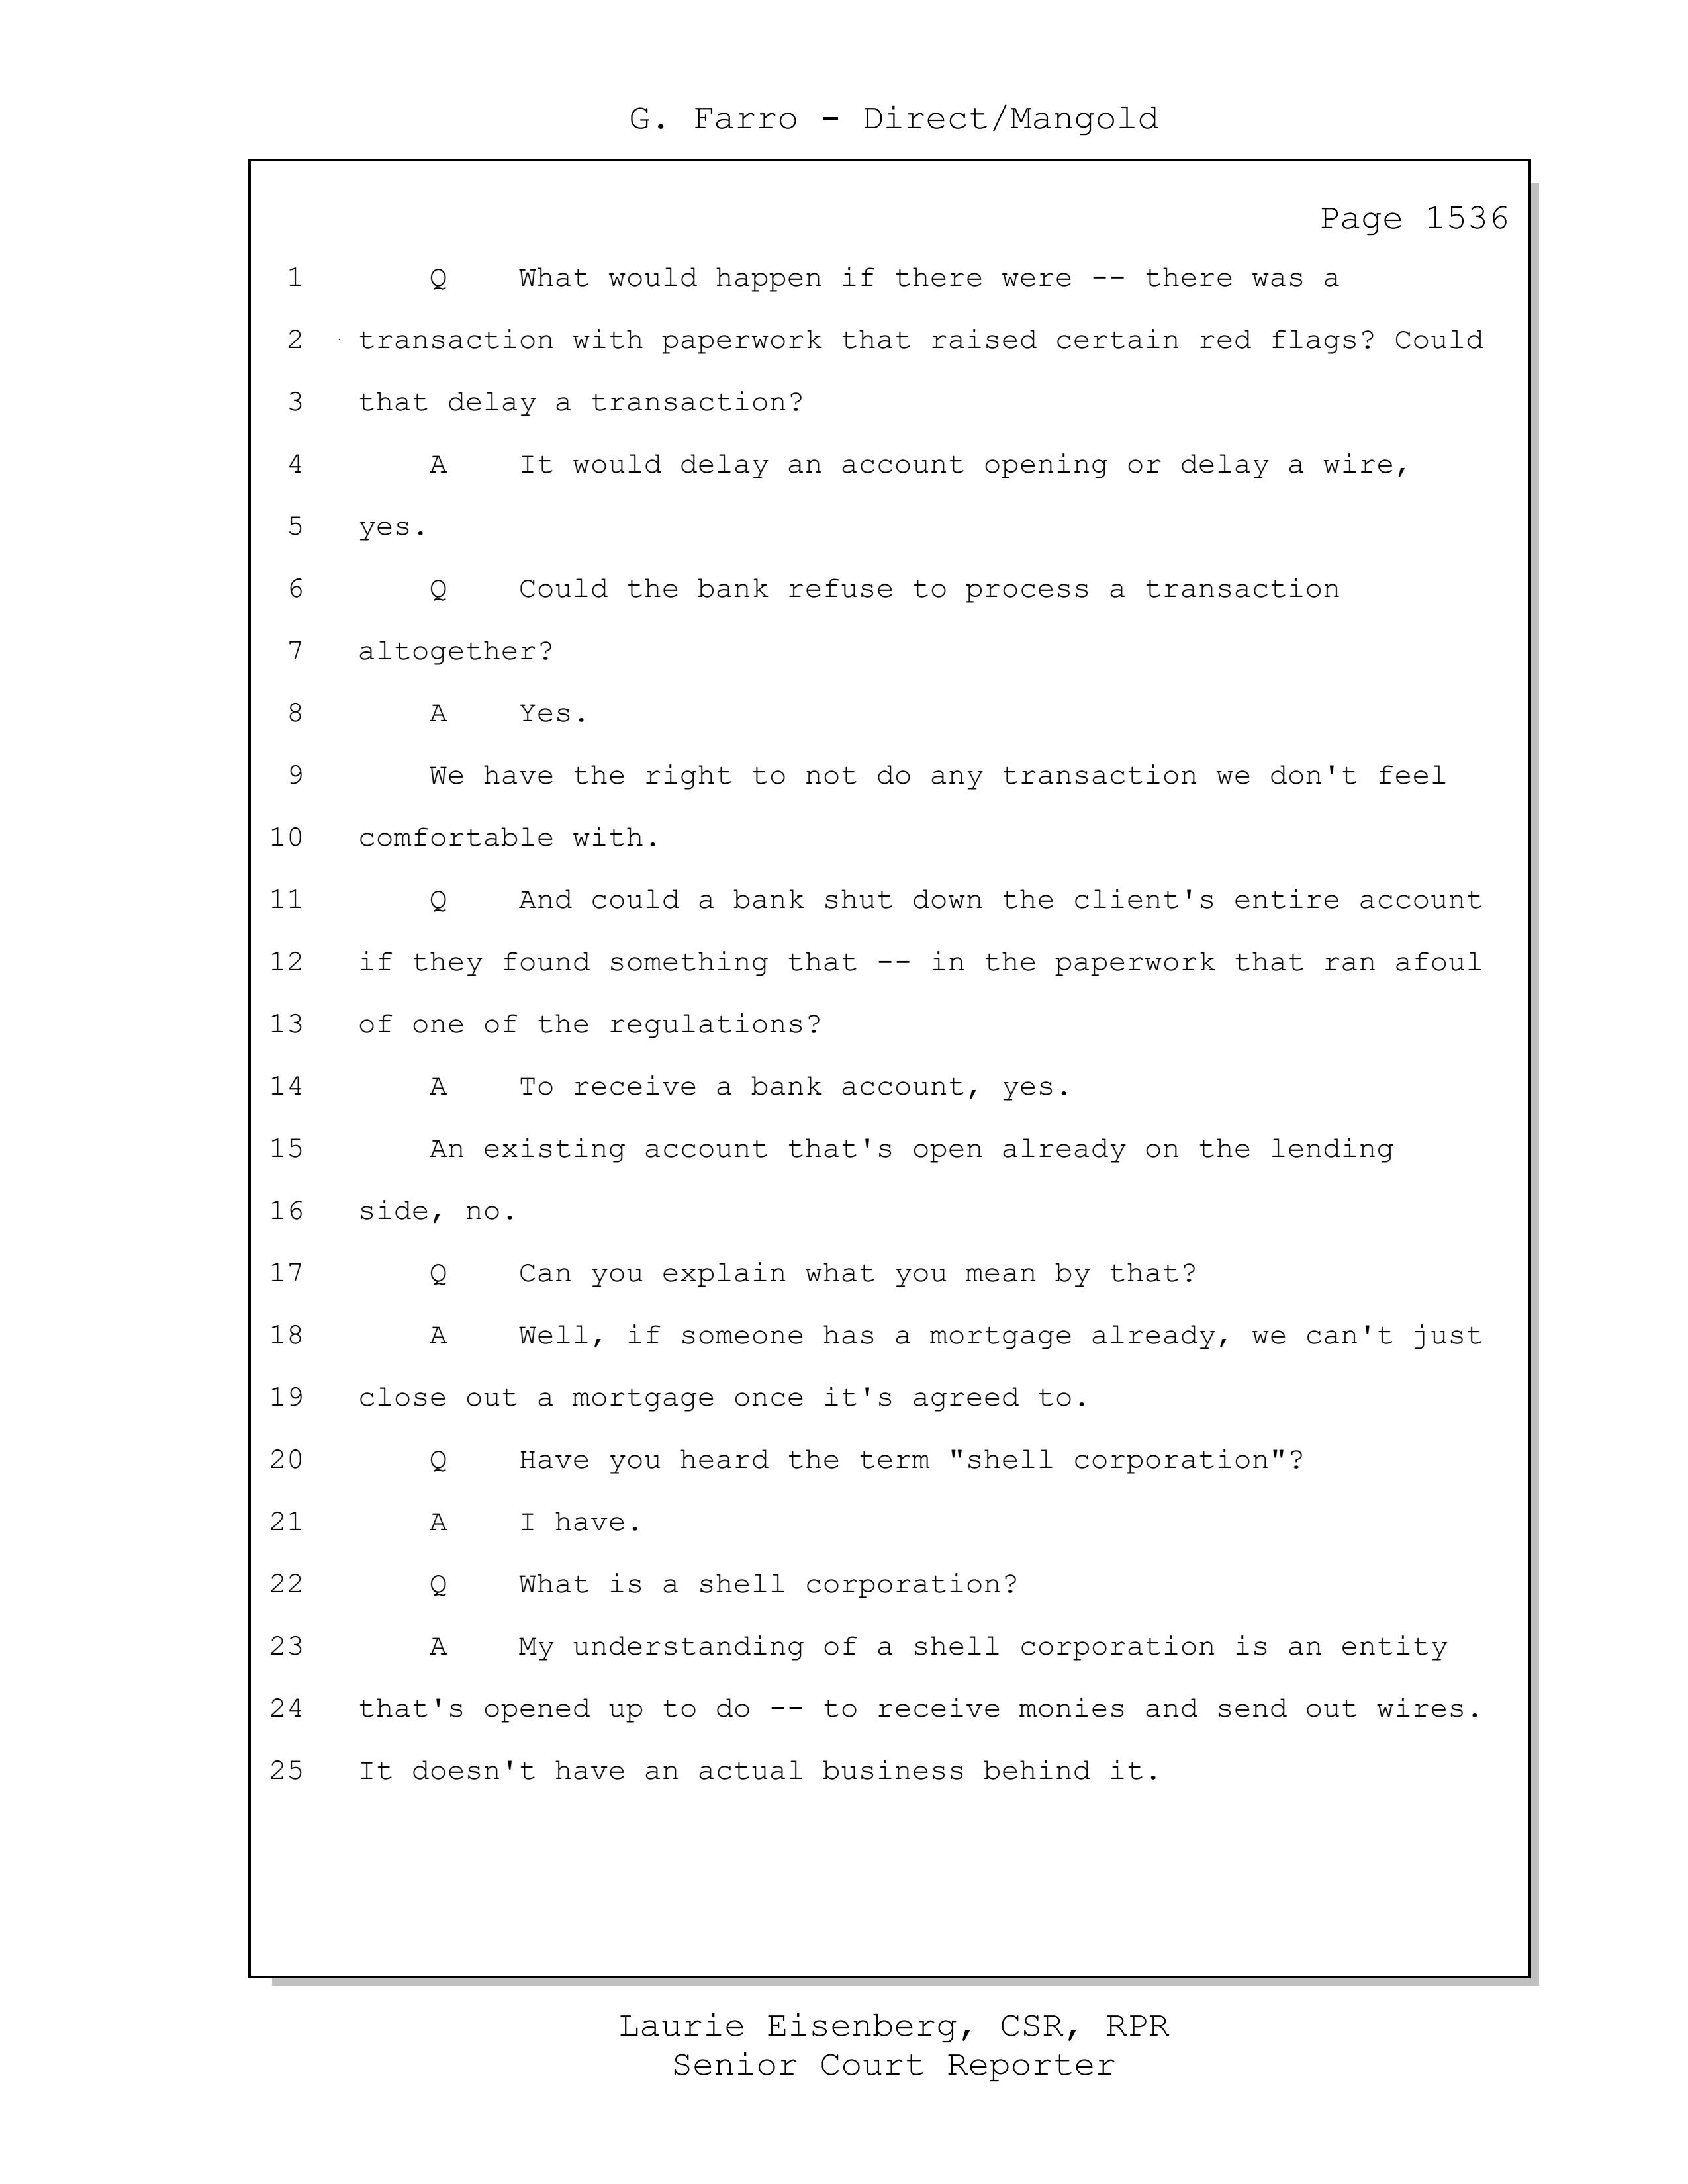 G. Farro - Direct/Mangold
Page 1536
1 Q What would happen if there were -- there was a
2 transaction with paperwork that raised certain red flags? Could
3 that delay a transaction?
4 A It would delay an account opening or delay a wire,
5 yes.
6 Q Could the bank refuse to process a transaction
7 altogether?
8 A Yes.
9 We have the right to not do any transaction we don't feel
10 comfortable with.
11 Q And could a bank shut down the client's entire account
12 if they found something that -- in the paperwork that ran afoul
13 of one of the regulations?
14 A To receive a bank account, yes.
15 An existing account that's open already on the lending
16 side, no.
17 Q Can you explain what you mean by that?
18 A Well, if someone has a mortgage already, we can't just
19 close out a mortgage once it's agreed to.
20 Q Have you heard the term "shell corporation"?
21 A I have.
22 Q What is a shell corporation?
23 A My understanding of a shell corporation is an entity
24 that's opened up to do -- to receive monies and send out wires.
25 It doesn't have an actual business behind it.
Laurie Eisenberg, CSR, RPR
Senior Court Reporter